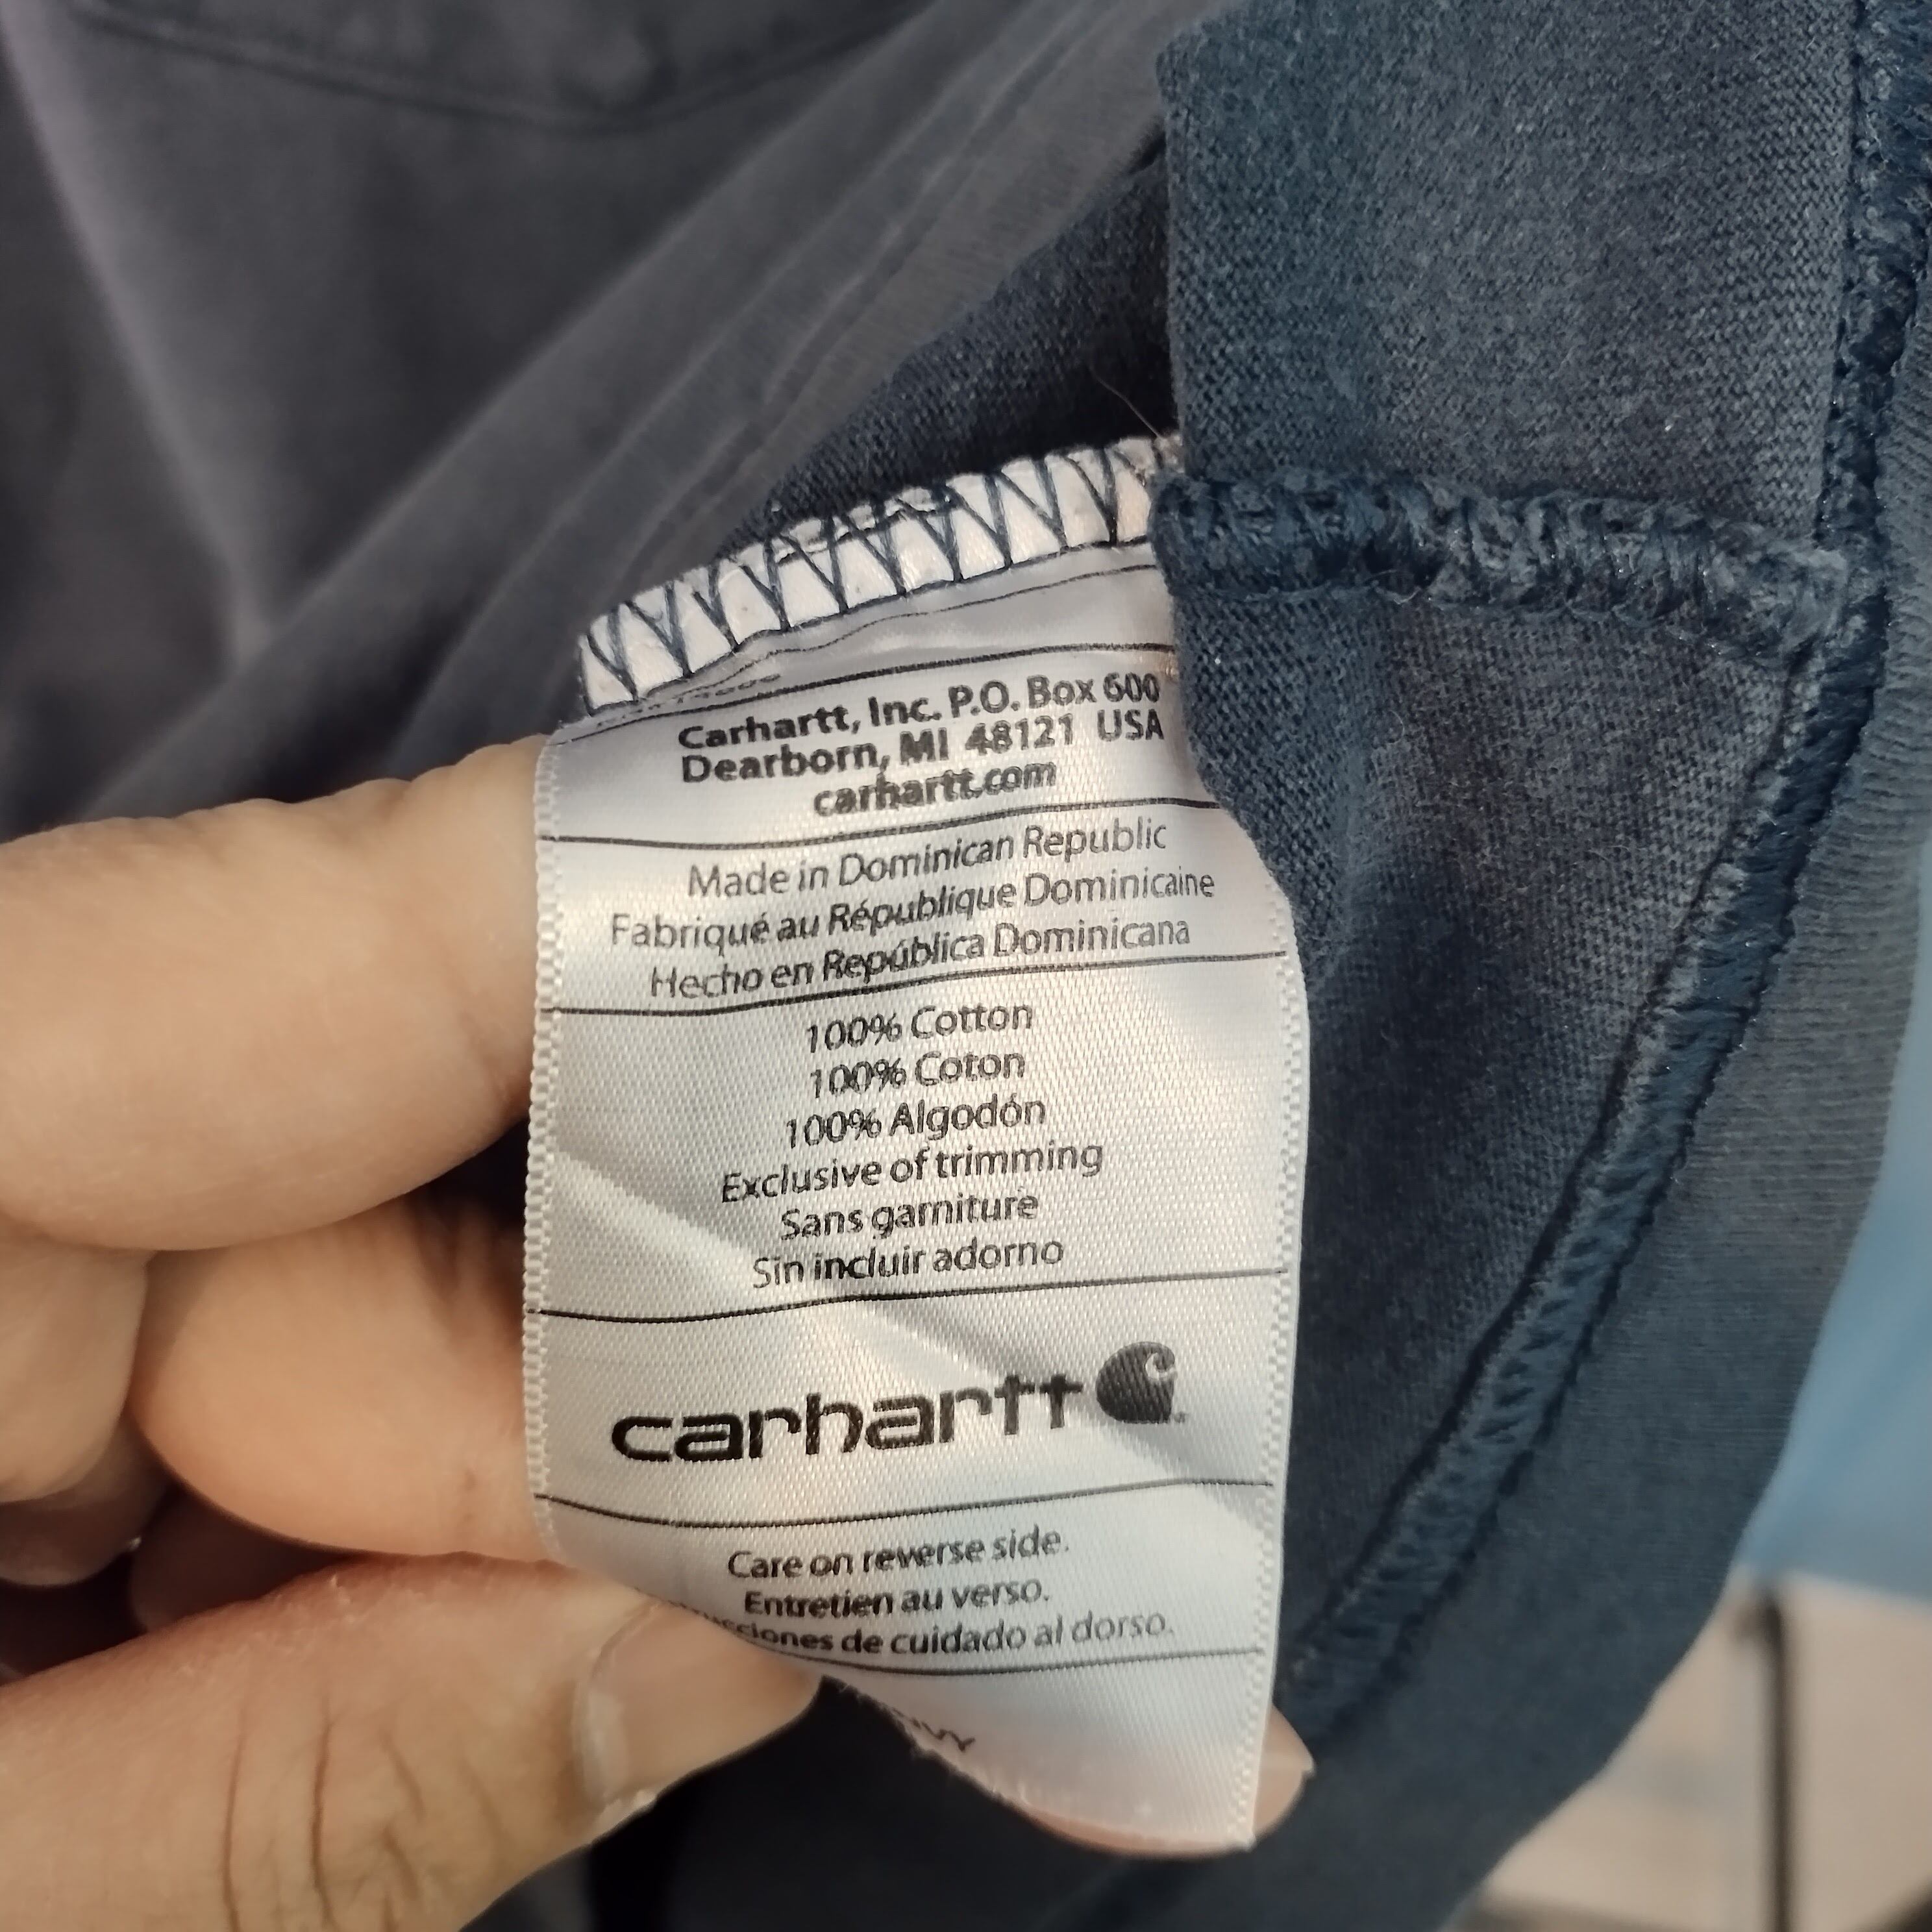 Carhartt, Inc. P.O. Box 600
Dearborn, MI 48121 USA
carhartt.com
Made in Dominican Republic
Fabriqué au République Dominicaine
Hecho en República Dominicana
100% Cotton
100% Coton
100% Algodón
Exclusive of trimming
Sans garniture
Sin incluir adorno
carhartt
Care on reverse side.
Entretien au verso.
de cuidado al dorso.